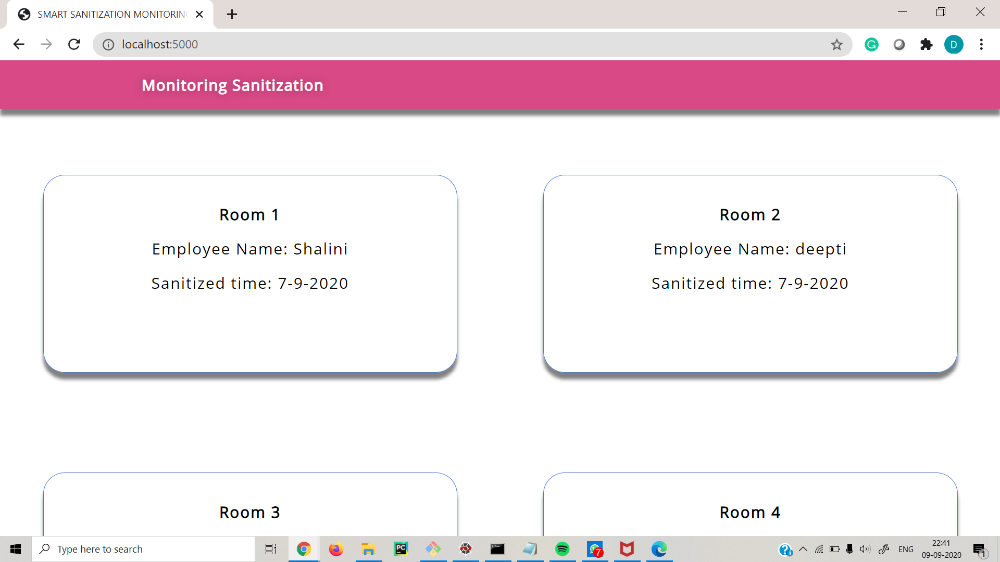 SMART SANITIZATION MONITORING
localhost:5000
D
Monitoring Sanitization
Room 1
Employee Name: Shalini
Sanitized time: 7-9-2020
Room 2
Employee Name: deepti
Sanitized time: 7-9-2020
Room 3
Room 4
Type here to search
PC
7
ENG
22:41
09-09-2020
1